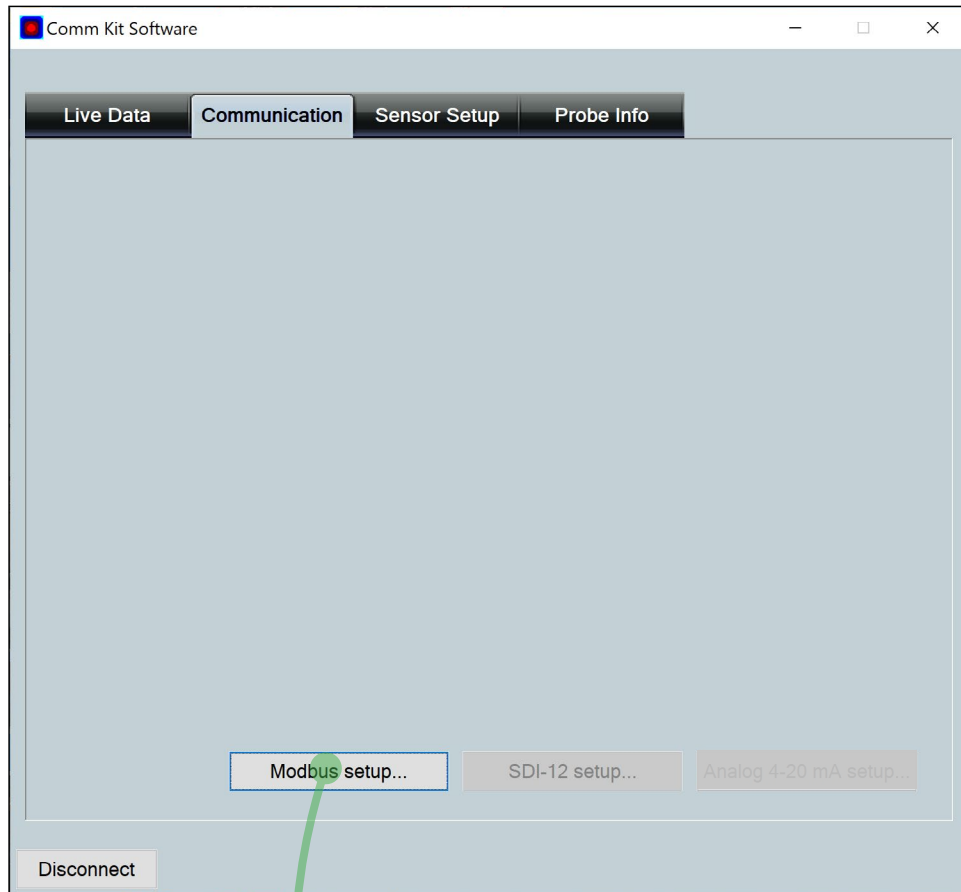 Comm Kit Software
Live Data Communication Sensor Setup Probe Info
Modbus setup... SDI-12 setup... Analog 4-20 mA setup...
Disconnect